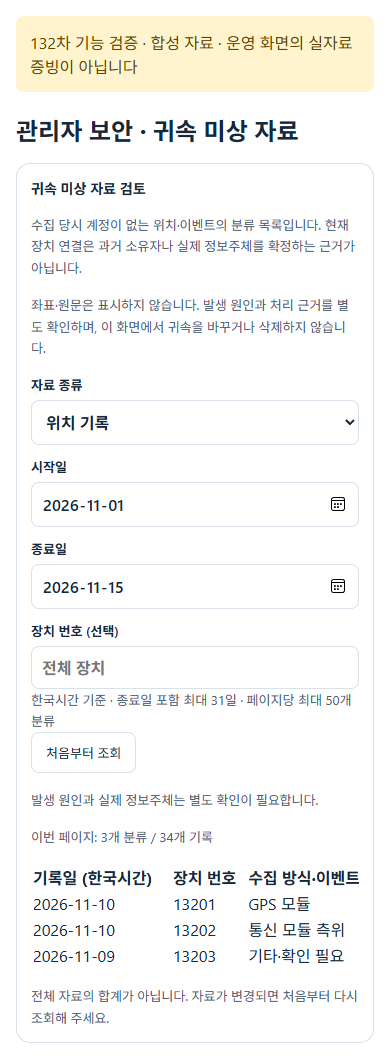 132차 기능 검증 · 합성 자료 · 운영 화면의 실자료
증빙이 아닙니다
관리자 보안 · 귀속 미상 자료
귀속 미상 자료 검토
수집 당시 계정이 없는 위치·이벤트의 분류 목록입니다. 현재
장치 연결은 과거 소유자나 실제 정보주체를 확정하는 근거가
아닙니다.
좌표·원문은 표시하지 않습니다. 발생 원인과 처리 근거를 별
도 확인하며, 이 화면에서 귀속을 바꾸거나 삭제하지 않습니
다.
자료 종류
위치 기록
시작일
2026-11-01
종료일
2026-11-15
장치 번호 (선택)
전체 장치
한국시간 기준 · 종료일 포함 최대 31일 · 페이지당 최대 50개
분류
처음부터 조회
발생 원인과 실제 정보주체는 별도 확인이 필요합니다.
이번 페이지: 3개 분류 / 34개 기록
기록일 (한국시간) 장치 번호 수집 방식·이벤트
2026-11-10 13201 GPS 모듈
2026-11-10 13202 통신 모듈 측위
2026-11-09 13203 기타·확인 필요
전체 자료의 합계가 아닙니다. 자료가 변경되면 처음부터 다시
조회해 주세요.